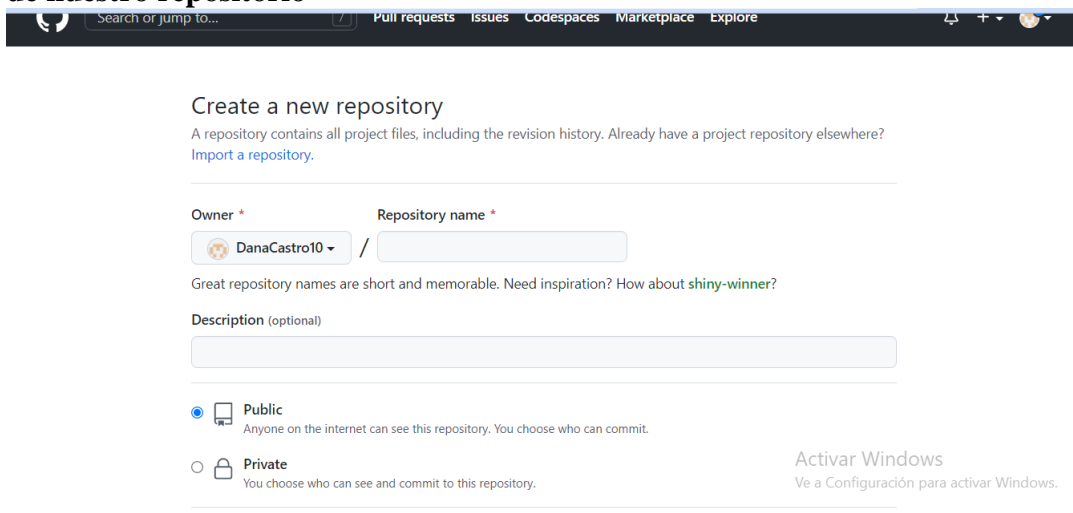 de nuestro repositorio
Search or jump to... / Pull requests Issues Codespaces Marketplace Explore
Create a new repository
A repository contains all project files, including the revision history. Already have a project repository elsewhere?
Import a repository.
Owner * Repository name *
DanaCastro10 /
Great repository names are short and memorable. Need inspiration? How about shiny-winner?
Description (optional)
Public
Anyone on the internet can see this repository. You choose who can commit.
Private
You choose who can see and commit to this repository.
Activar Windows
Ve a Configuración para activar Windows.